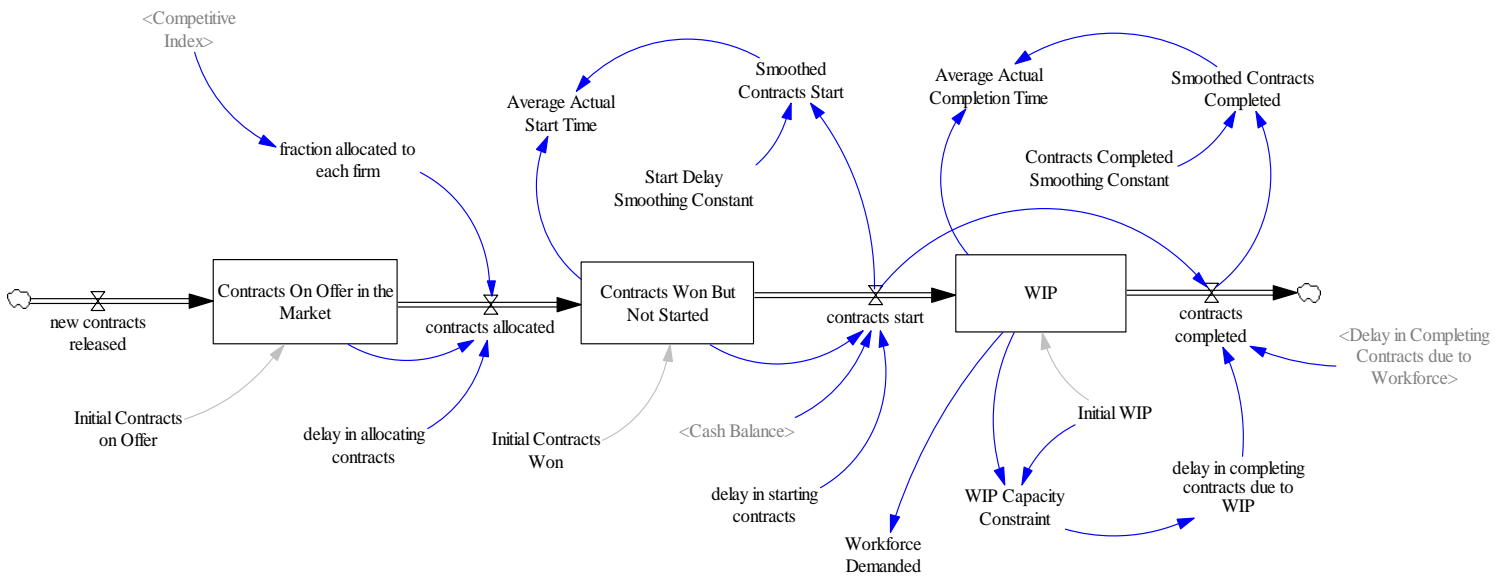 <Competitive
Index>
Smoothed
Contracts Start
Average Actual
Completion Time
Smoothed Contracts
Completed
Average Actual
Start Time
fraction allocated to
each firm
Start Delay
Smoothing Constant
Contracts Completed
Smoothing Constant
Contracts On Offer in the
Market
Contracts Won But
Not Started
WIP
new contracts
released
contracts allocated
contracts start
contracts
completed
<Delay in Completing
Contracts due to
Workforce>
Initial Contracts
on Offer
delay in allocating
contracts
Initial Contracts
Won
<Cash Balance>
Initial WIP
delay in starting
contracts
WIP Capacity
Constraint
delay in completing
contracts due to
WIP
Workforce
Demanded